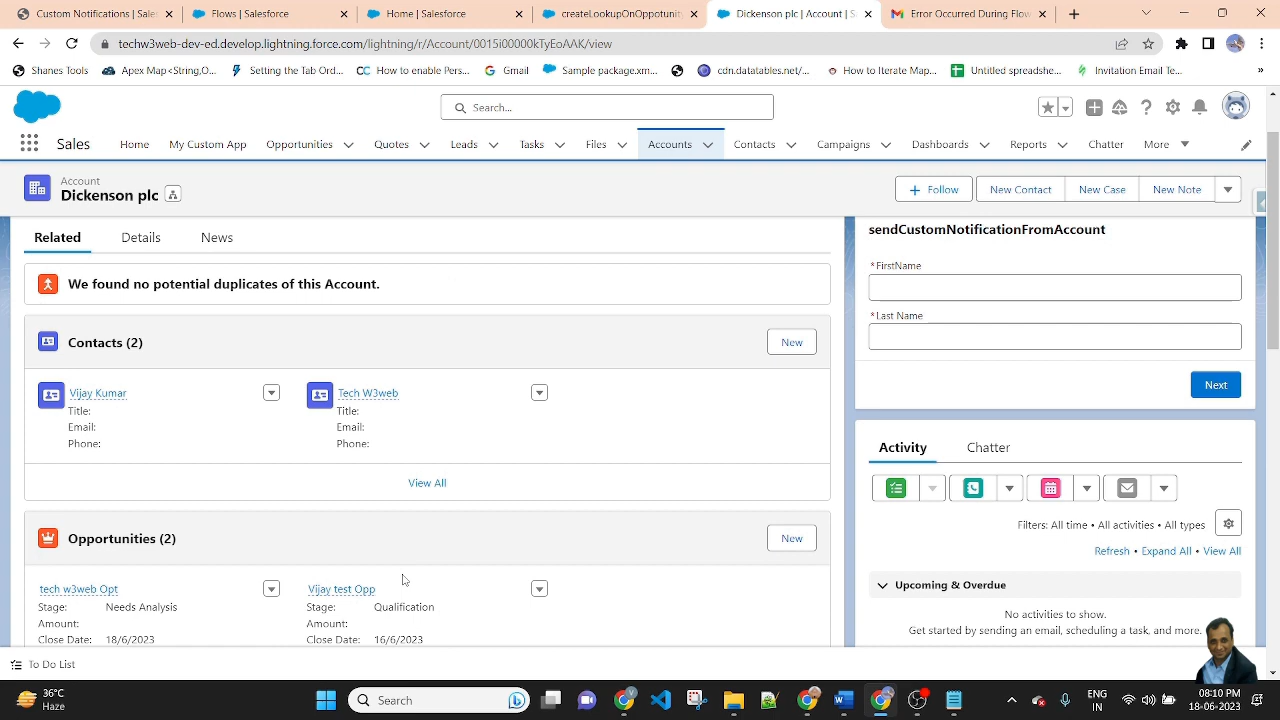 Custom Notifications | Sales
Flows | Salesforce
Home | Salesforce
createLookupOnOpportunity
Dickenson plc | Account | Sa
Error Occurred During Flow
techw3web-dev-ed.develop.lightning.force.com/lightning/r/Account/0015i00000kTyEoAAK/view
Shanes Tools
Apex Map<String,O...
Setting the Tab Ord...
CC How to enable Pers...
Gmail
Sample package.xm...
cdn.datatables.net/...
How to Iterate Map...
Untitled spreadshe...
Invitation Email Te...
»
Search...
Sales
Home
My Custom App
Opportunities
Quotes
Leads
Tasks
Files
Accounts
Contacts
Campaigns
Dashboards
Reports
Chatter
More
Account
Dickenson plc
+ Follow
New Contact
New Case
New Note
Related
Details
News
We found no potential duplicates of this Account.
Contacts (2)
New
Vijay Kumar
Title:
Email:
Phone:
Tech W3web
Title:
Email:
Phone:
View All
Opportunities (2)
New
tech w3web Opt
Stage: Needs Analysis
Amount:
Close Date: 18/6/2023
Vijay test Opp
Stage: Qualification
Amount:
Close Date: 16/6/2023
sendCustomNotificationFromAccount
*FirstName
*Last Name
Next
Activity
Chatter
Filters: All time • All activities • All types
Refresh • Expand All • View All
Upcoming & Overdue
No activities to show.
Get started by sending an email, scheduling a task, and more.
To Do List
36°C
Haze
Search
ENG
IN
08:10 PM
18-06-2023